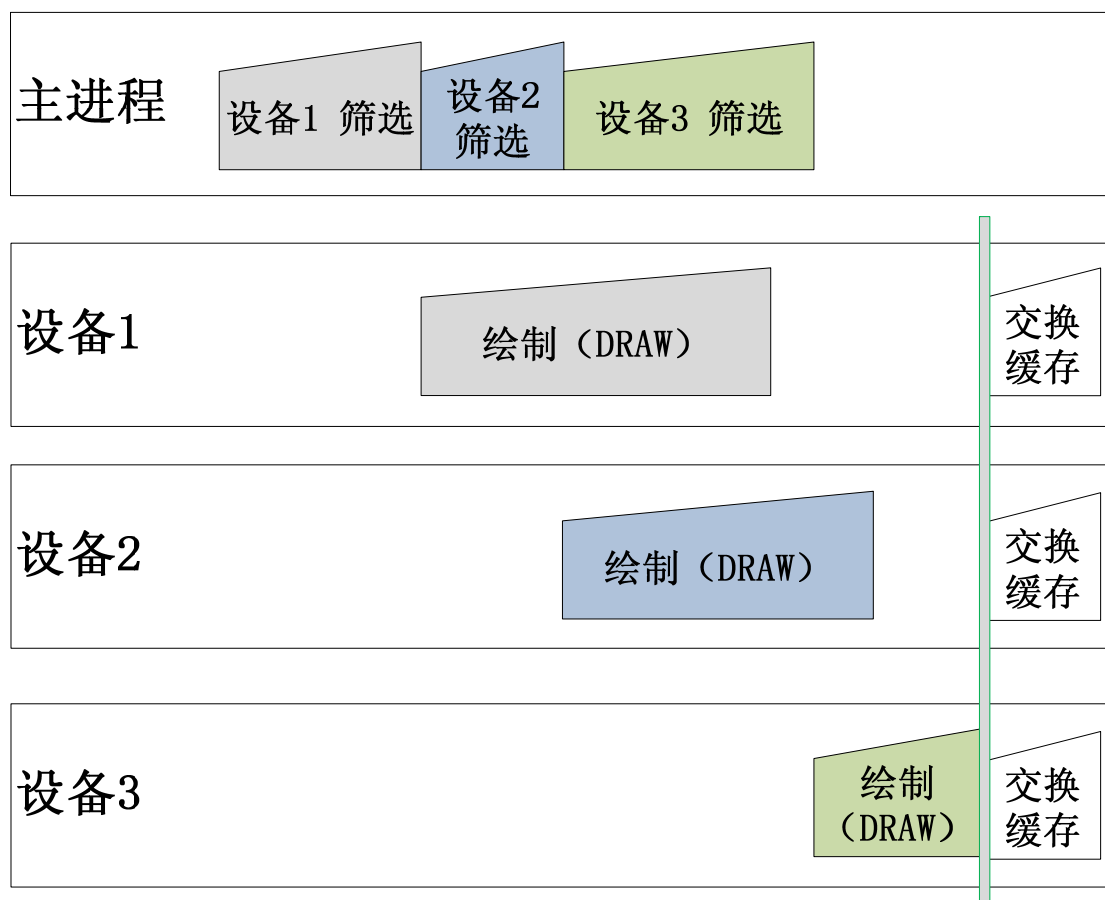 主进程
设备1 筛选
设备2
筛选
设备3 筛选
设备1
绘制（DRAW）
交换
缓存
设备2
绘制（DRAW）
交换
缓存
设备3
绘制
（DRAW）
交换
缓存